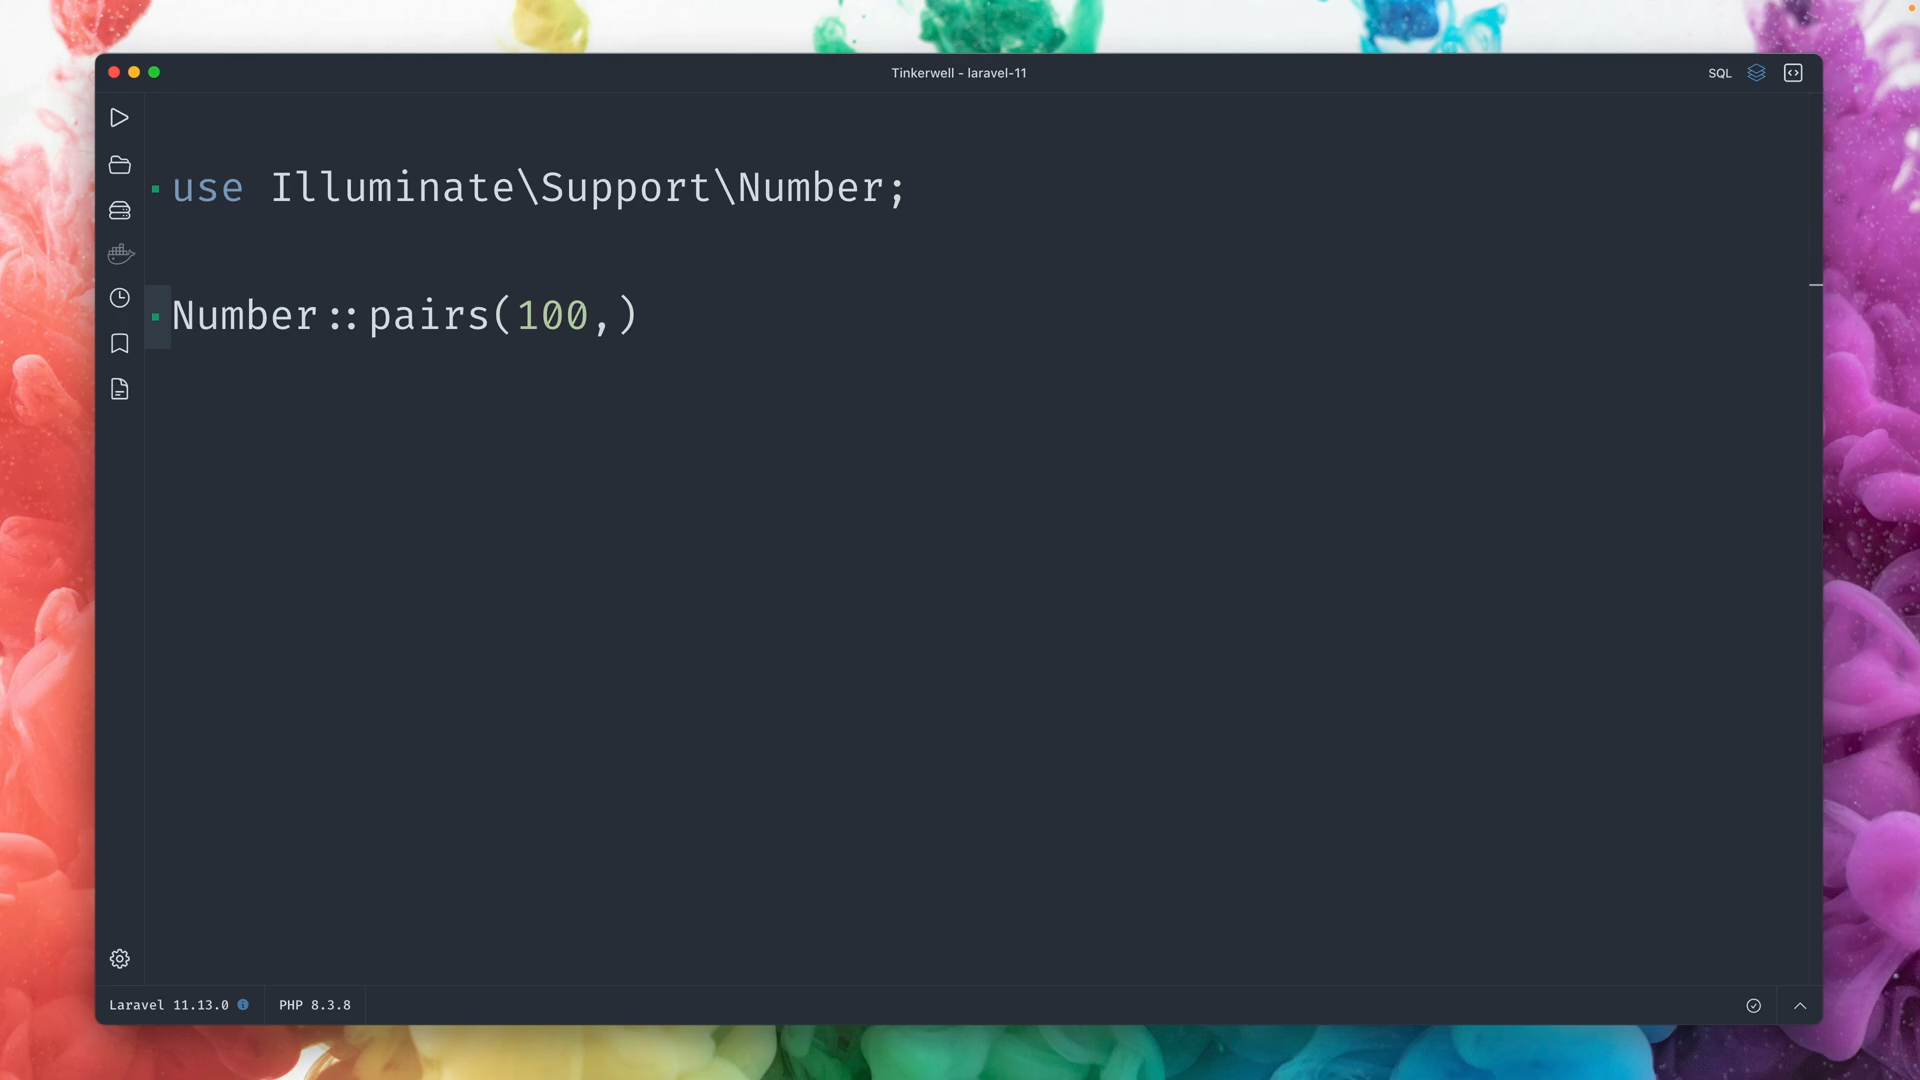 Tinkerwell - laravel-11
SQL
use Illuminate\Support\Number;
Number::pairs(100,)
Laravel 11.13.0
PHP 8.3.8